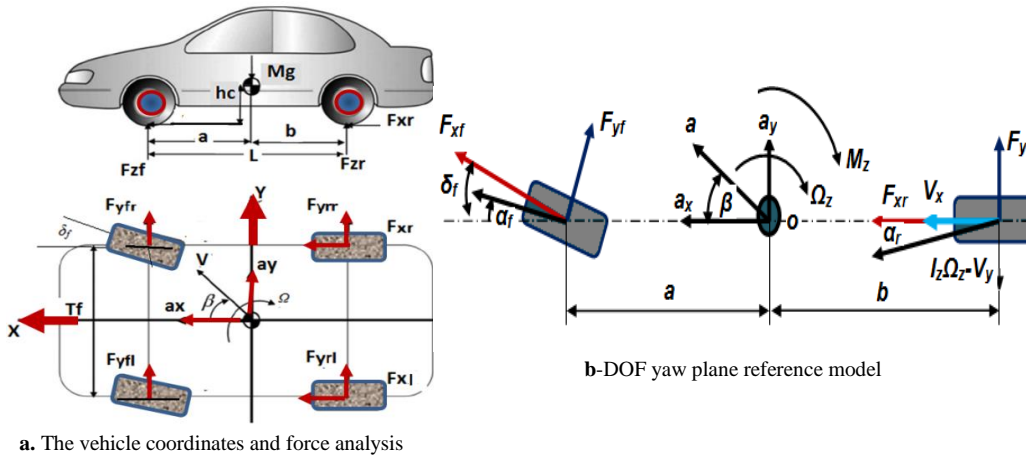 Mg
hc
Fxr
a
b
L
Fzf
Fzr
Fyfr
Y
Fyrr
Fxr
δf
V
ay
Ω
β
ax
Tf
X
Fyfl
Fyrl
Fxl
a. The vehicle coordinates and force analysis
Fxf
Fyf
a
ay
Mz
Fy
δf
αf
ax
β
Ωz
o
Fxr
Vx
αr
IzΩz-Vy
a
b
b-DOF yaw plane reference model